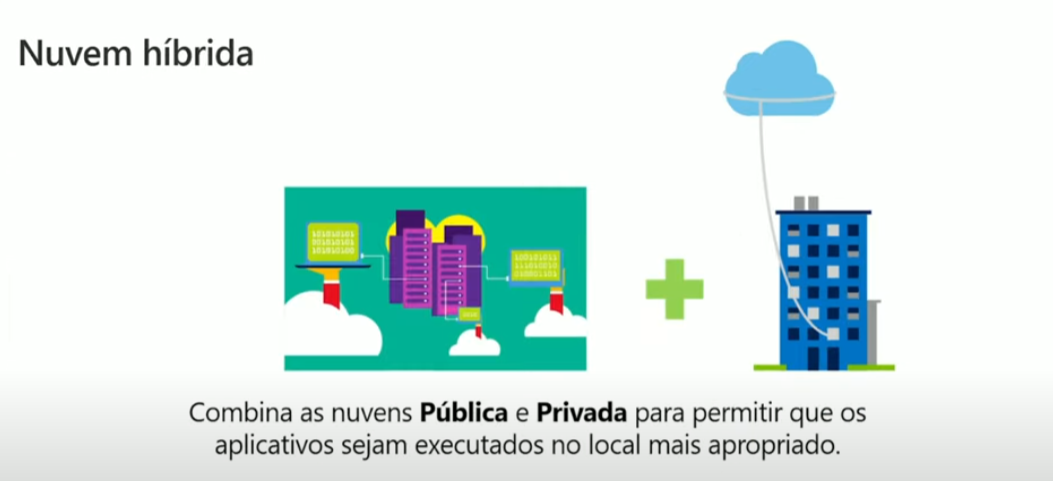 Nuvem híbrida
Combina as nuvens Pública e Privada para permitir que os
aplicativos sejam executados no local mais apropriado.